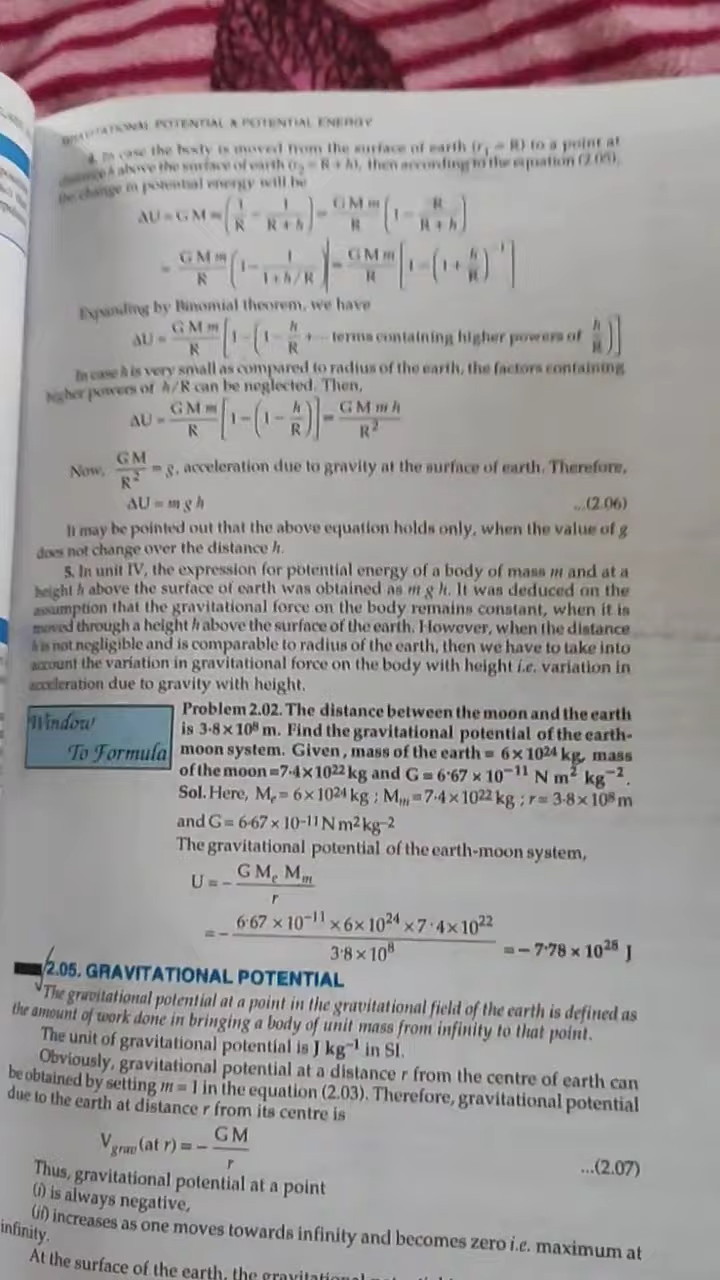 GRAVITATIONAL POTENTIAL & POTENTIAL ENERGY
4. In case the body is moved from the surface of earth (r₁ = R) to a point at
distance h above the surface of earth (r₂ = R + h), then according to the equation (2.05),
the change in potential energy will be
ΔU = G M m (1/R − 1/(R + h)) = G M m/R (1 − R/(R + h))
= G M m/R (1 − 1/(1 + h/R)) = G M m/R [1 − (1 + h/R)⁻¹]
Expanding by Binomial theorem, we have
ΔU = G M m/R [1 − (1 − h/R + ... terms containing higher powers of h/R)]
In case h is very small as compared to radius of the earth, the factors containing
higher powers of h/R can be neglected. Then,
ΔU = G M m/R [1 − (1 − h/R)] = G M m h/R²
Now, GM/R² = g, acceleration due to gravity at the surface of earth. Therefore,
ΔU = m g h ...(2.06)
It may be pointed out that the above equation holds only, when the value of g
does not change over the distance h.
5. In unit IV, the expression for potential energy of a body of mass m and at a
height h above the surface of earth was obtained as m g h. It was deduced on the
assumption that the gravitational force on the body remains constant, when it is
moved through a height h above the surface of the earth. However, when the distance
h is not negligible and is comparable to radius of the earth, then we have to take into
account the variation in gravitational force on the body with height i.e. variation in
acceleration due to gravity with height.
Window
To Formula
Problem 2.02. The distance between the moon and the earth
is 3·8 × 10⁸ m. Find the gravitational potential of the earth-
moon system. Given, mass of the earth = 6 × 10²⁴ kg, mass
of the moon = 7·4 × 10²² kg and G = 6·67 × 10⁻¹¹ N m² kg⁻².
Sol. Here, Mₑ = 6 × 10²⁴ kg ; Mₘ = 7·4 × 10²² kg ; r = 3·8 × 10⁸ m
and G = 6·67 × 10⁻¹¹ N m² kg⁻²
The gravitational potential of the earth-moon system,
U = − G Mₑ Mₘ/r
= − 6·67 × 10⁻¹¹ × 6 × 10²⁴ × 7·4 × 10²²/3·8 × 10⁸ = − 7·78 × 10²⁸ J
2.05. GRAVITATIONAL POTENTIAL
The gravitational potential at a point in the gravitational field of the earth is defined as
the amount of work done in bringing a body of unit mass from infinity to that point.
The unit of gravitational potential is J kg⁻¹ in SI.
Obviously, gravitational potential at a distance r from the centre of earth can
be obtained by setting m = 1 in the equation (2.03). Therefore, gravitational potential
due to the earth at distance r from its centre is
V_grav (at r) = − GM/r ...(2.07)
Thus, gravitational potential at a point
(i) is always negative,
(ii) increases as one moves towards infinity and becomes zero i.e. maximum at
infinity.
At the surface of the earth, the